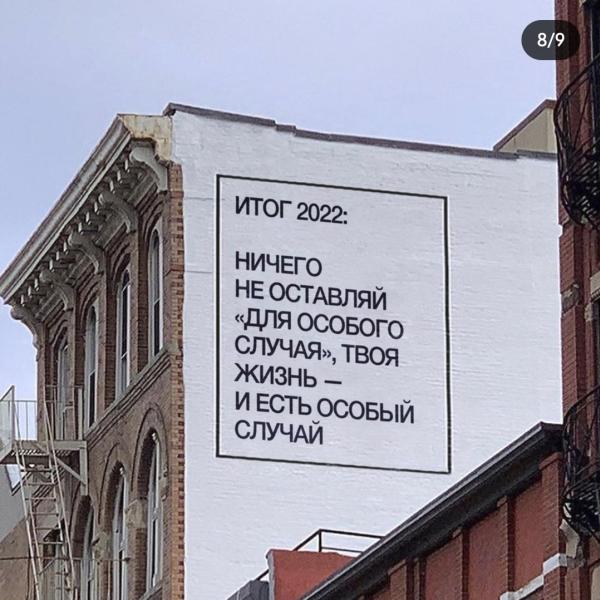 8/9
ИТОГ 2022:
НИЧЕГО
НЕ ОСТАВЛЯЙ
«ДЛЯ ОСОБОГО
СЛУЧАЯ», ТВОЯ
ЖИЗНЬ —
И ЕСТЬ ОСОБЫЙ
СЛУЧАЙ